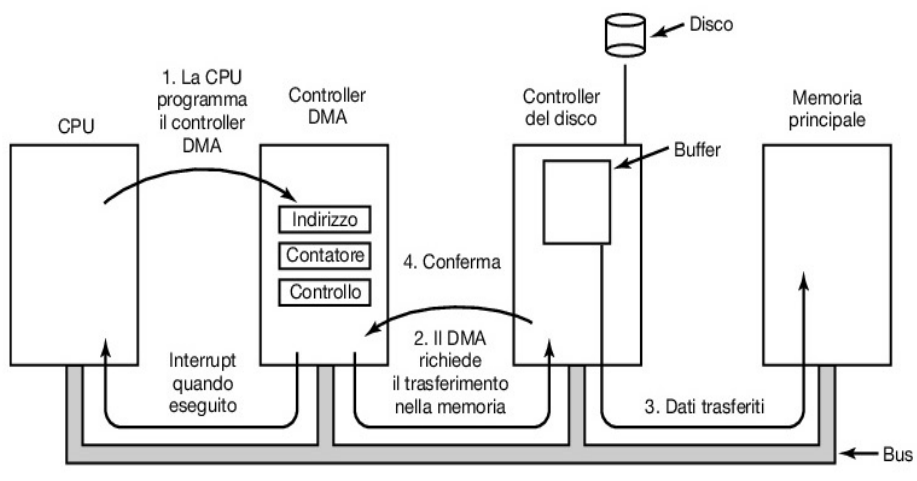 Disco
1. La CPU
programma
il controller
DMA
Controller
DMA
Controller
del disco
Memoria
principale
CPU
Buffer
Indirizzo
Contatore
Controllo
4. Conferma
2. Il DMA
richiede
il trasferimento
nella memoria
Interrupt
quando
eseguito
3. Dati trasferiti
Bus